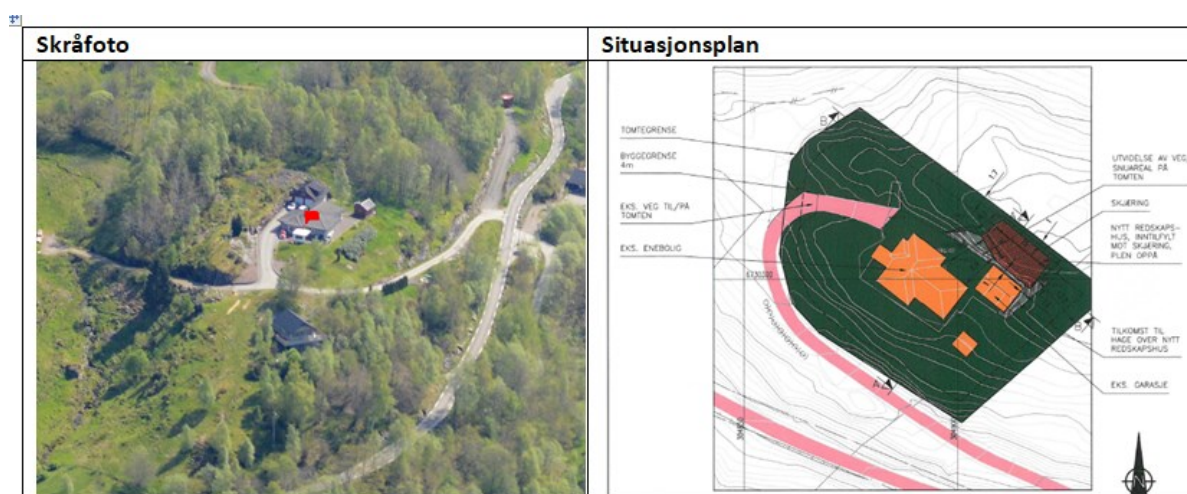 Skråfoto
Situasjonsplan
TOMTEGRENSE
BYGGEGRENSE
4m
EKS. VEG TIL/PÅ
TOMTEN
EKS. ENEBOLIG
UTVIDELSE AV VEG,
SNUAREAL PÅ
TOMTEN
SKJÆRING
NYTT REDSKAPS-
HUS, INNTILFYLT
MOT SKJÆRING,
PLEN OPPÅ
TILKOMST TIL
HAGE OVER NYTT
REDSKAPSHUS
EKS. GARASJE
B
A
B
N